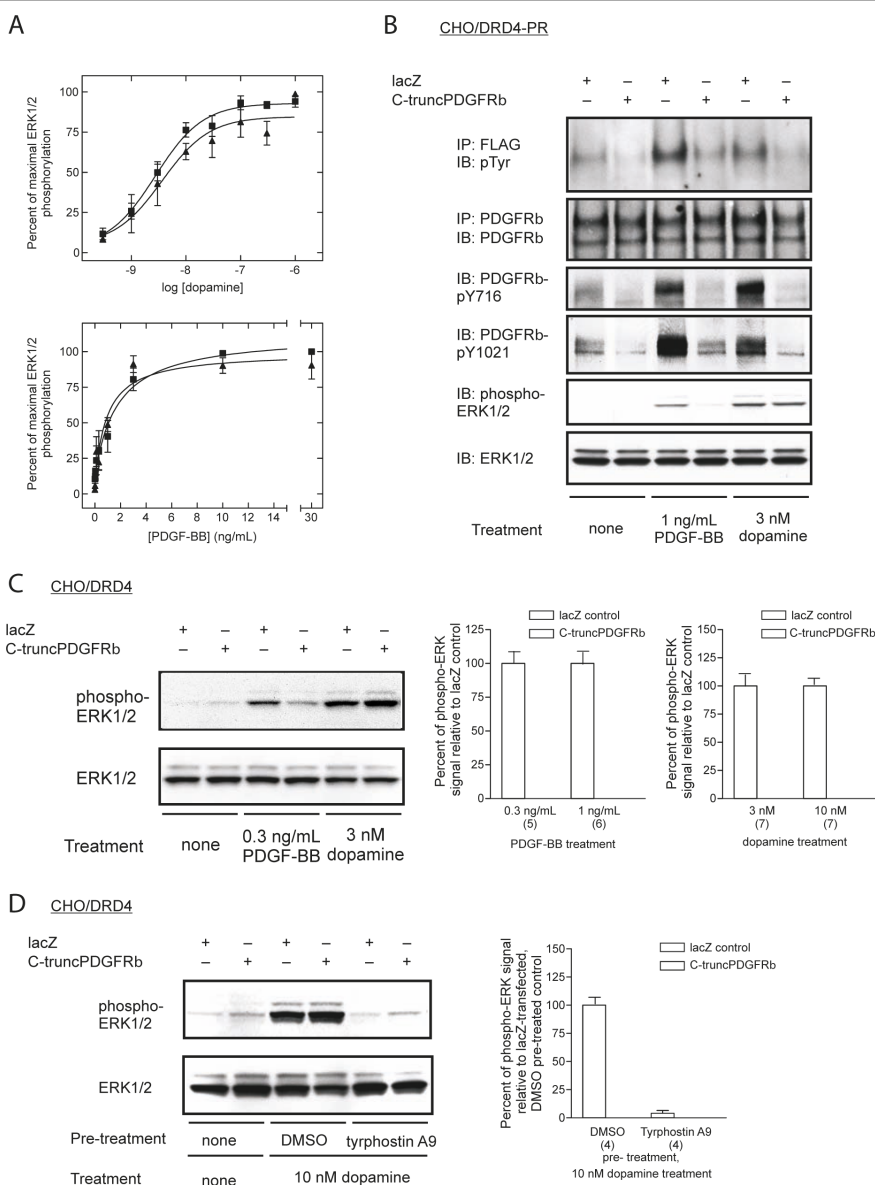 A
Percent of maximal ERK1/2
phosphorylation
100
75
50
25
0
-9
-8
-7
-6
log [dopamine]
Percent of maximal ERK1/2
phosphorylation
100
75
50
25
0
0
2
4
6
8
10
12
14
30
[PDGF-BB] (ng/mL)
B
CHO/DRD4-PR
lacZ + – + – + –
C-truncPDGFRb – + – + – +
IP: FLAG
IB: pTyr
IP: PDGFRb
IB: PDGFRb
IB: PDGFRb-
pY716
IB: PDGFRb-
pY1021
IB: phospho-
ERK1/2
IB: ERK1/2
Treatment
none
1 ng/mL
PDGF-BB
3 nM
dopamine
C
CHO/DRD4
lacZ + – + – + –
C-truncPDGFRb – + – + – +
phospho-
ERK1/2
ERK1/2
Treatment
none
0.3 ng/mL
PDGF-BB
3 nM
dopamine
lacZ control
C-truncPDGFRb
Percent of phospho-ERK
signal relative to lacZ control
125
100
75
50
25
0
0.3 ng/mL
(5)
1 ng/mL
(6)
PDGF-BB treatment
lacZ control
C-truncPDGFRb
Percent of phospho-ERK
signal relative to lacZ control
150
125
100
75
50
25
0
3 nM
(7)
10 nM
(7)
dopamine treatment
D
CHO/DRD4
lacZ + – + – + –
C-truncPDGFRb – + – + – +
phospho-
ERK1/2
ERK1/2
Pre-treatment none DMSO tyrphostin A9
Treatment none 10 nM dopamine
lacZ control
C-truncPDGFRb
Percent of phospho-ERK signal
relative to lacZ-transfected,
DMSO pre-treated control
150
125
100
75
50
25
0
DMSO
(4)
Tyrphostin A9
(4)
pre- treatment,
10 nM dopamine treatment